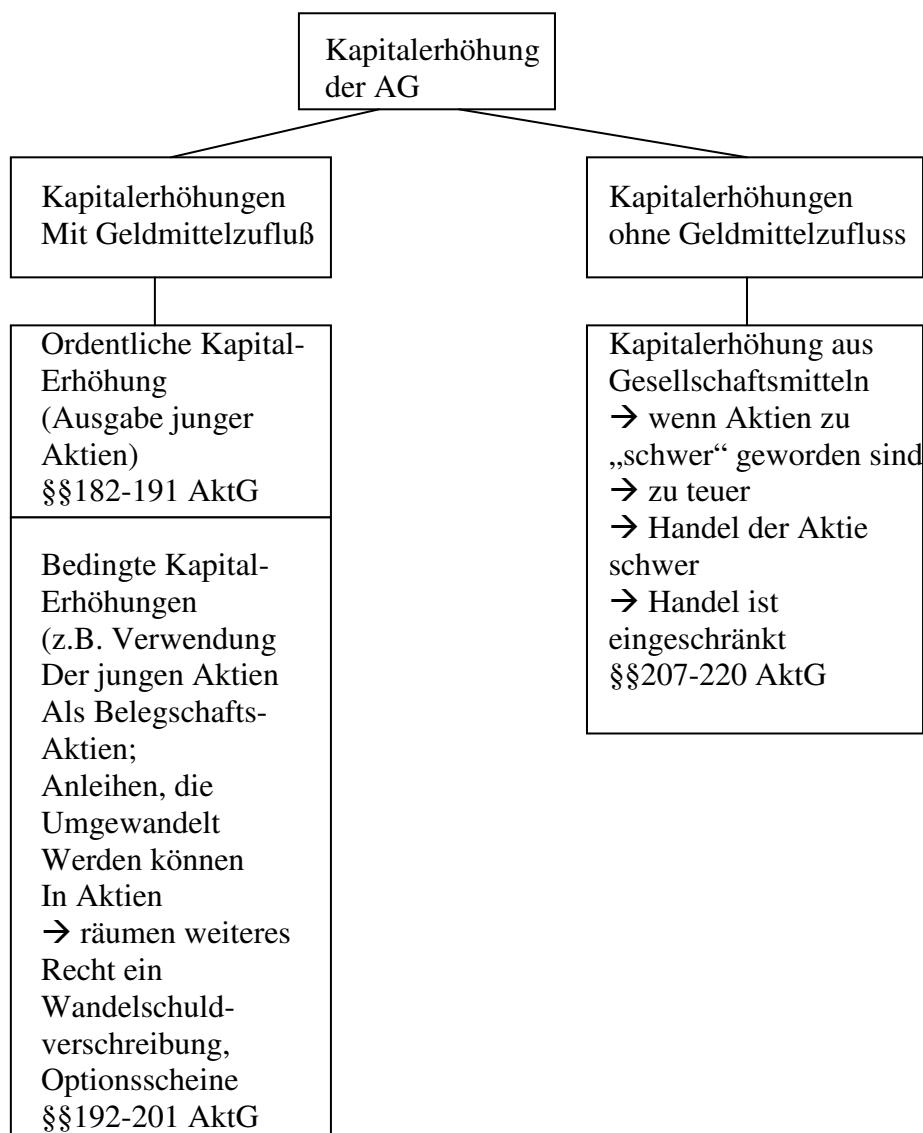 Kapitalerhöhung
der AG
Kapitalerhöhungen
Mit Geldmittelzufluß
Kapitalerhöhungen
ohne Geldmittelzufluss
Ordentliche Kapital-
Erhöhung
(Ausgabe junger
Aktien)
§§182-191 AktG
Bedingte Kapital-
Erhöhungen
(z.B. Verwendung
Der jungen Aktien
Als Belegschafts-
Aktien;
Anleihen, die
Umgewandelt
Werden können
In Aktien
→ räumen weiteres
Recht ein
Wandelschuld-
verschreibung,
Optionsscheine
§§192-201 AktG
Kapitalerhöhung aus
Gesellschaftsmitteln
→ wenn Aktien zu
„schwer“ geworden sind
→ zu teuer
→ Handel der Aktie
schwer
→ Handel ist
eingeschränkt
§§207-220 AktG